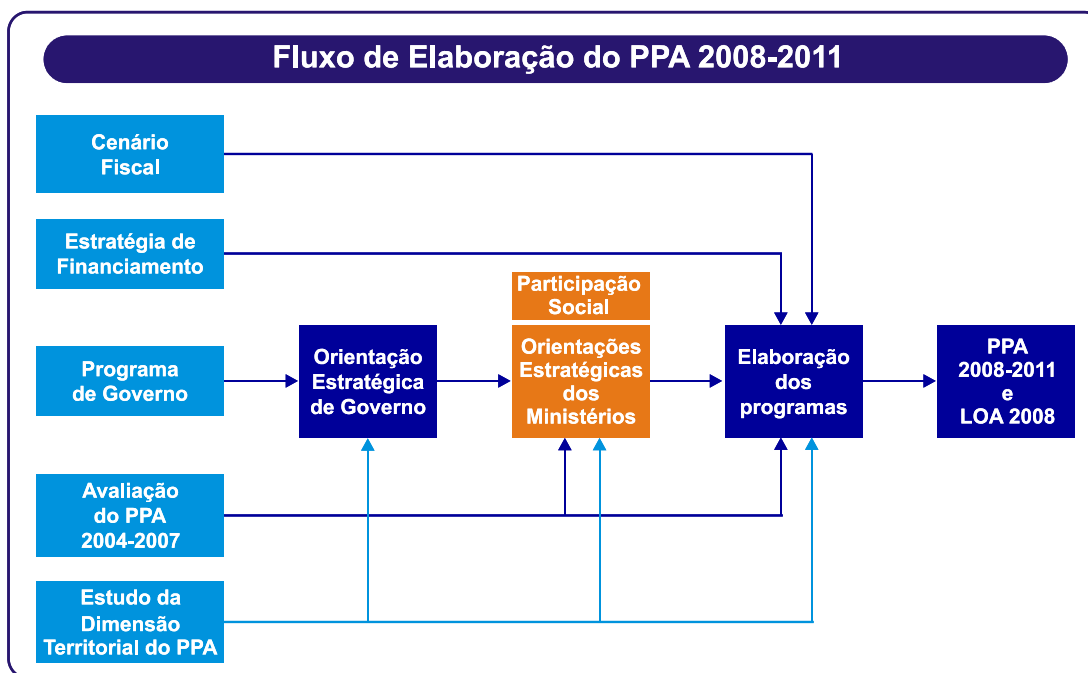 Fluxo de Elaboração do PPA 2008-2011
Cenário
Fiscal
Estratégia de
Financiamento
Programa
de Governo
Avaliação
do PPA
2004-2007
Estudo da
Dimensão
Territorial do PPA
Orientação
Estratégica
de Governo
Participação
Social
Orientações
Estratégicas
dos
Ministérios
Elaboração
dos
programas
PPA
2008-2011
e
LOA 2008